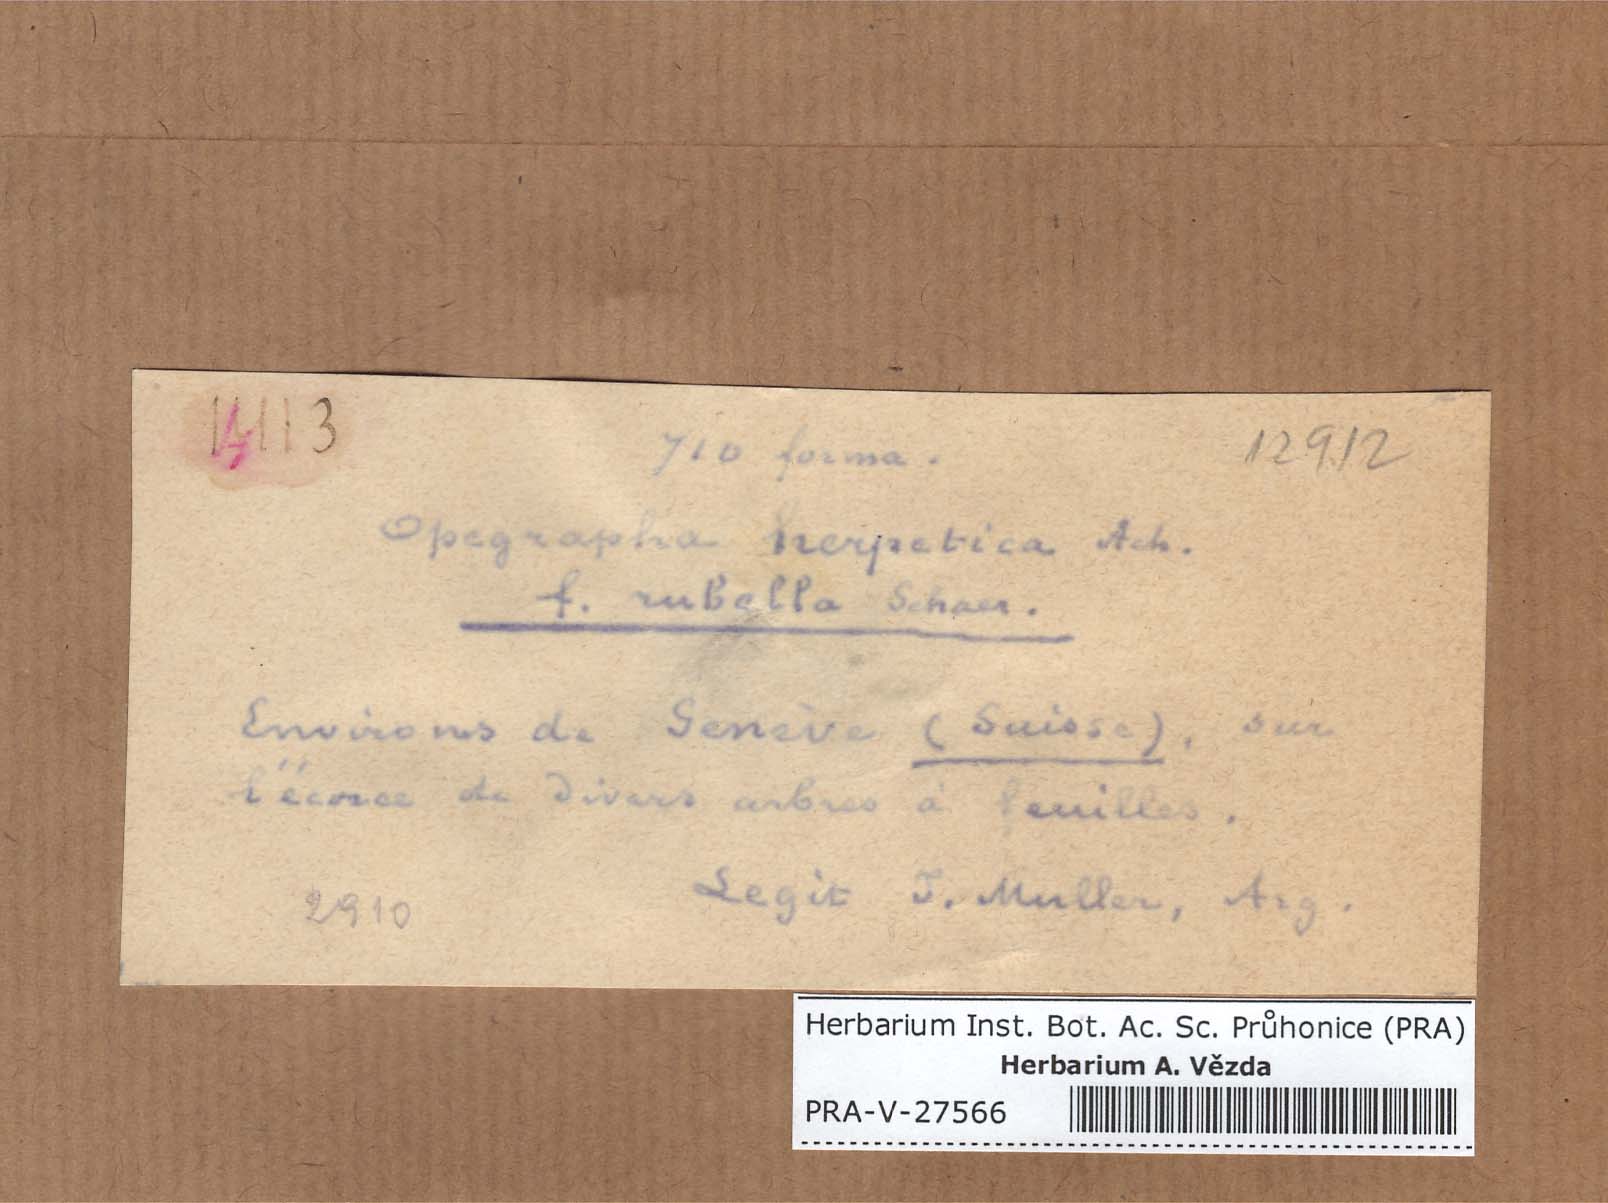 710 forma.
12912
Opegrapha herpetica Ach.
f. rubella Schaer.
Environs de Genève (Suisse), sur
l'écorce de divers arbres à feuilles.
Legit J. Muller, Arg.
2910
Herbarium Inst. Bot. Ac. Sc. Průhonice (PRA)
Herbarium A. Vězda
PRA-V-27566